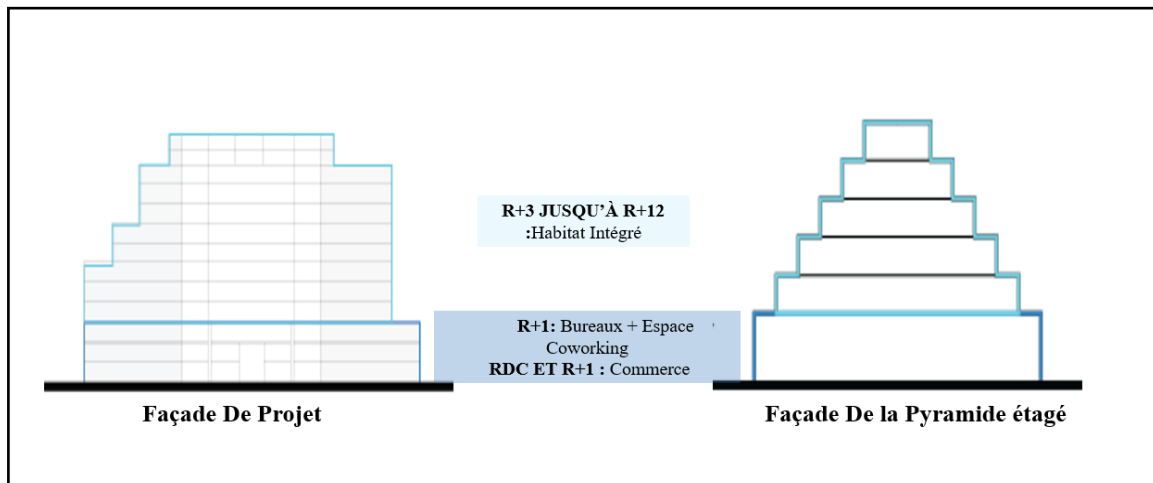 R+3 JUSQU'À R+12
:Habitat Intégré
R+1: Bureaux + Espace
Coworking
RDC ET R+1 : Commerce
Façade De Projet
Façade De la Pyramide étagé